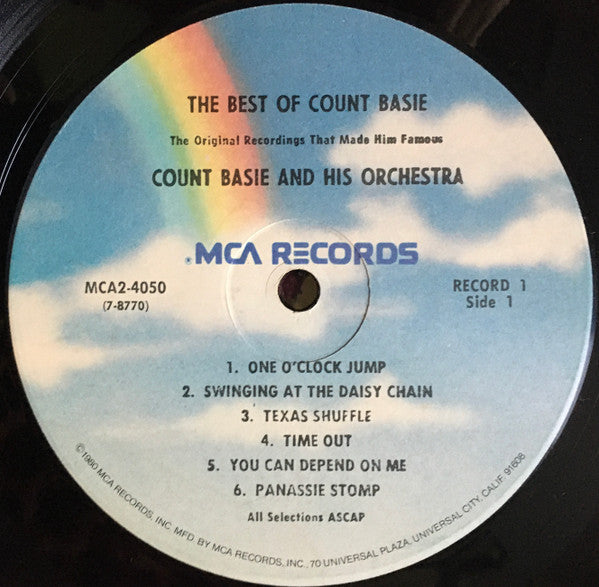 THE BEST OF COUNT BASIE
The Original Recordings That Made Him Famous
COUNT BASIE AND HIS ORCHESTRA
MCA RECORDS
MCA2-4050
(7-8770)
RECORD 1
Side 1
1. ONE O'CLOCK JUMP
2. SWINGING AT THE DAISY CHAIN
3. TEXAS SHUFFLE
4. TIME OUT
5. YOU CAN DEPEND ON ME
6. PANASSIE STOMP
All Selections ASCAP
©1980 MCA RECORDS, INC. MFD. BY MCA RECORDS, INC., 70 UNIVERSAL PLAZA, UNIVERSAL CITY, CALIF. 91608